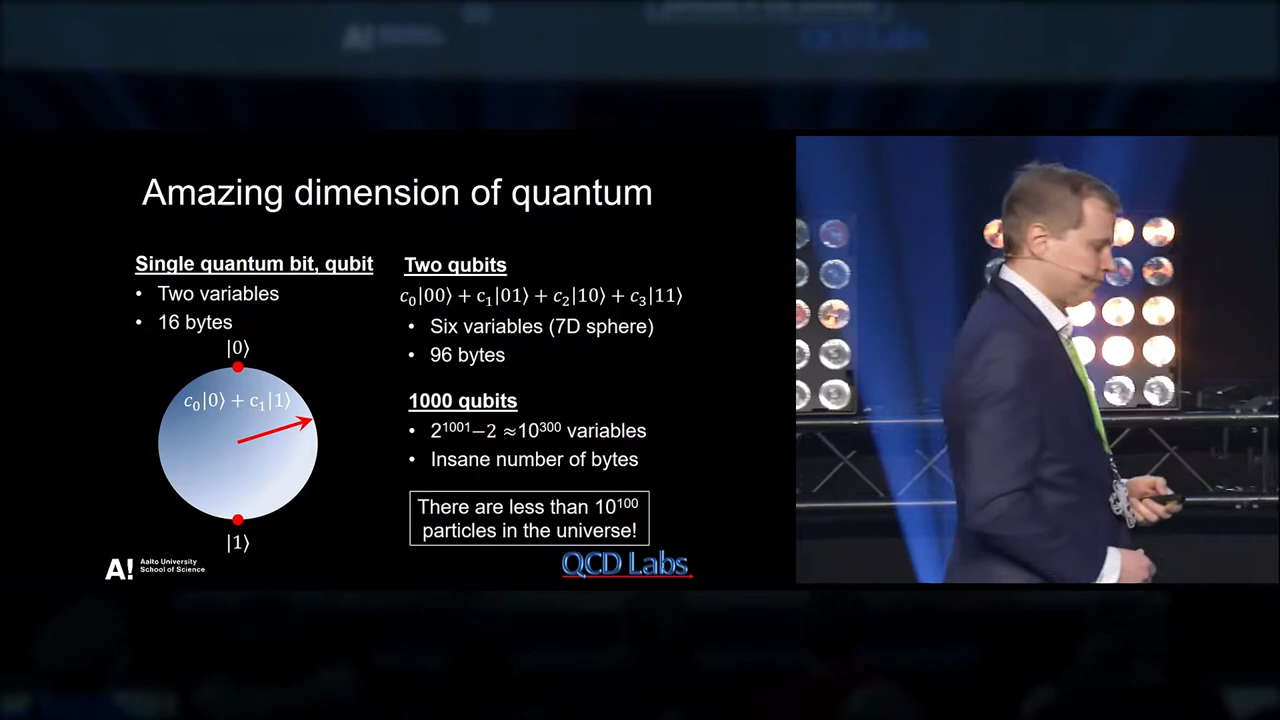 Amazing dimension of quantum
Single quantum bit, qubit
• Two variables
• 16 bytes
|0⟩
c₀|0⟩ + c₁|1⟩
|1⟩
Two qubits
c₀|00⟩ + c₁|01⟩ + c₂|10⟩ + c₃|11⟩
• Six variables (7D sphere)
• 96 bytes
1000 qubits
• 2¹⁰⁰¹−2 ≈10³⁰⁰ variables
• Insane number of bytes
There are less than 10¹⁰⁰
particles in the universe!
A! Aalto University
School of Science
QCD Labs
QCD Labs